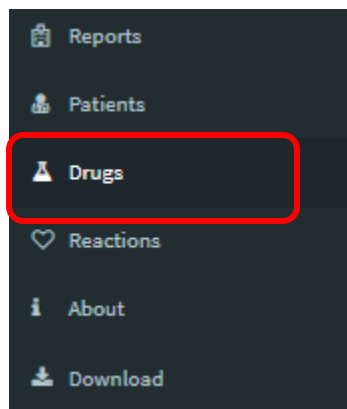 Reports
Patients
Drugs
Reactions
About
Download